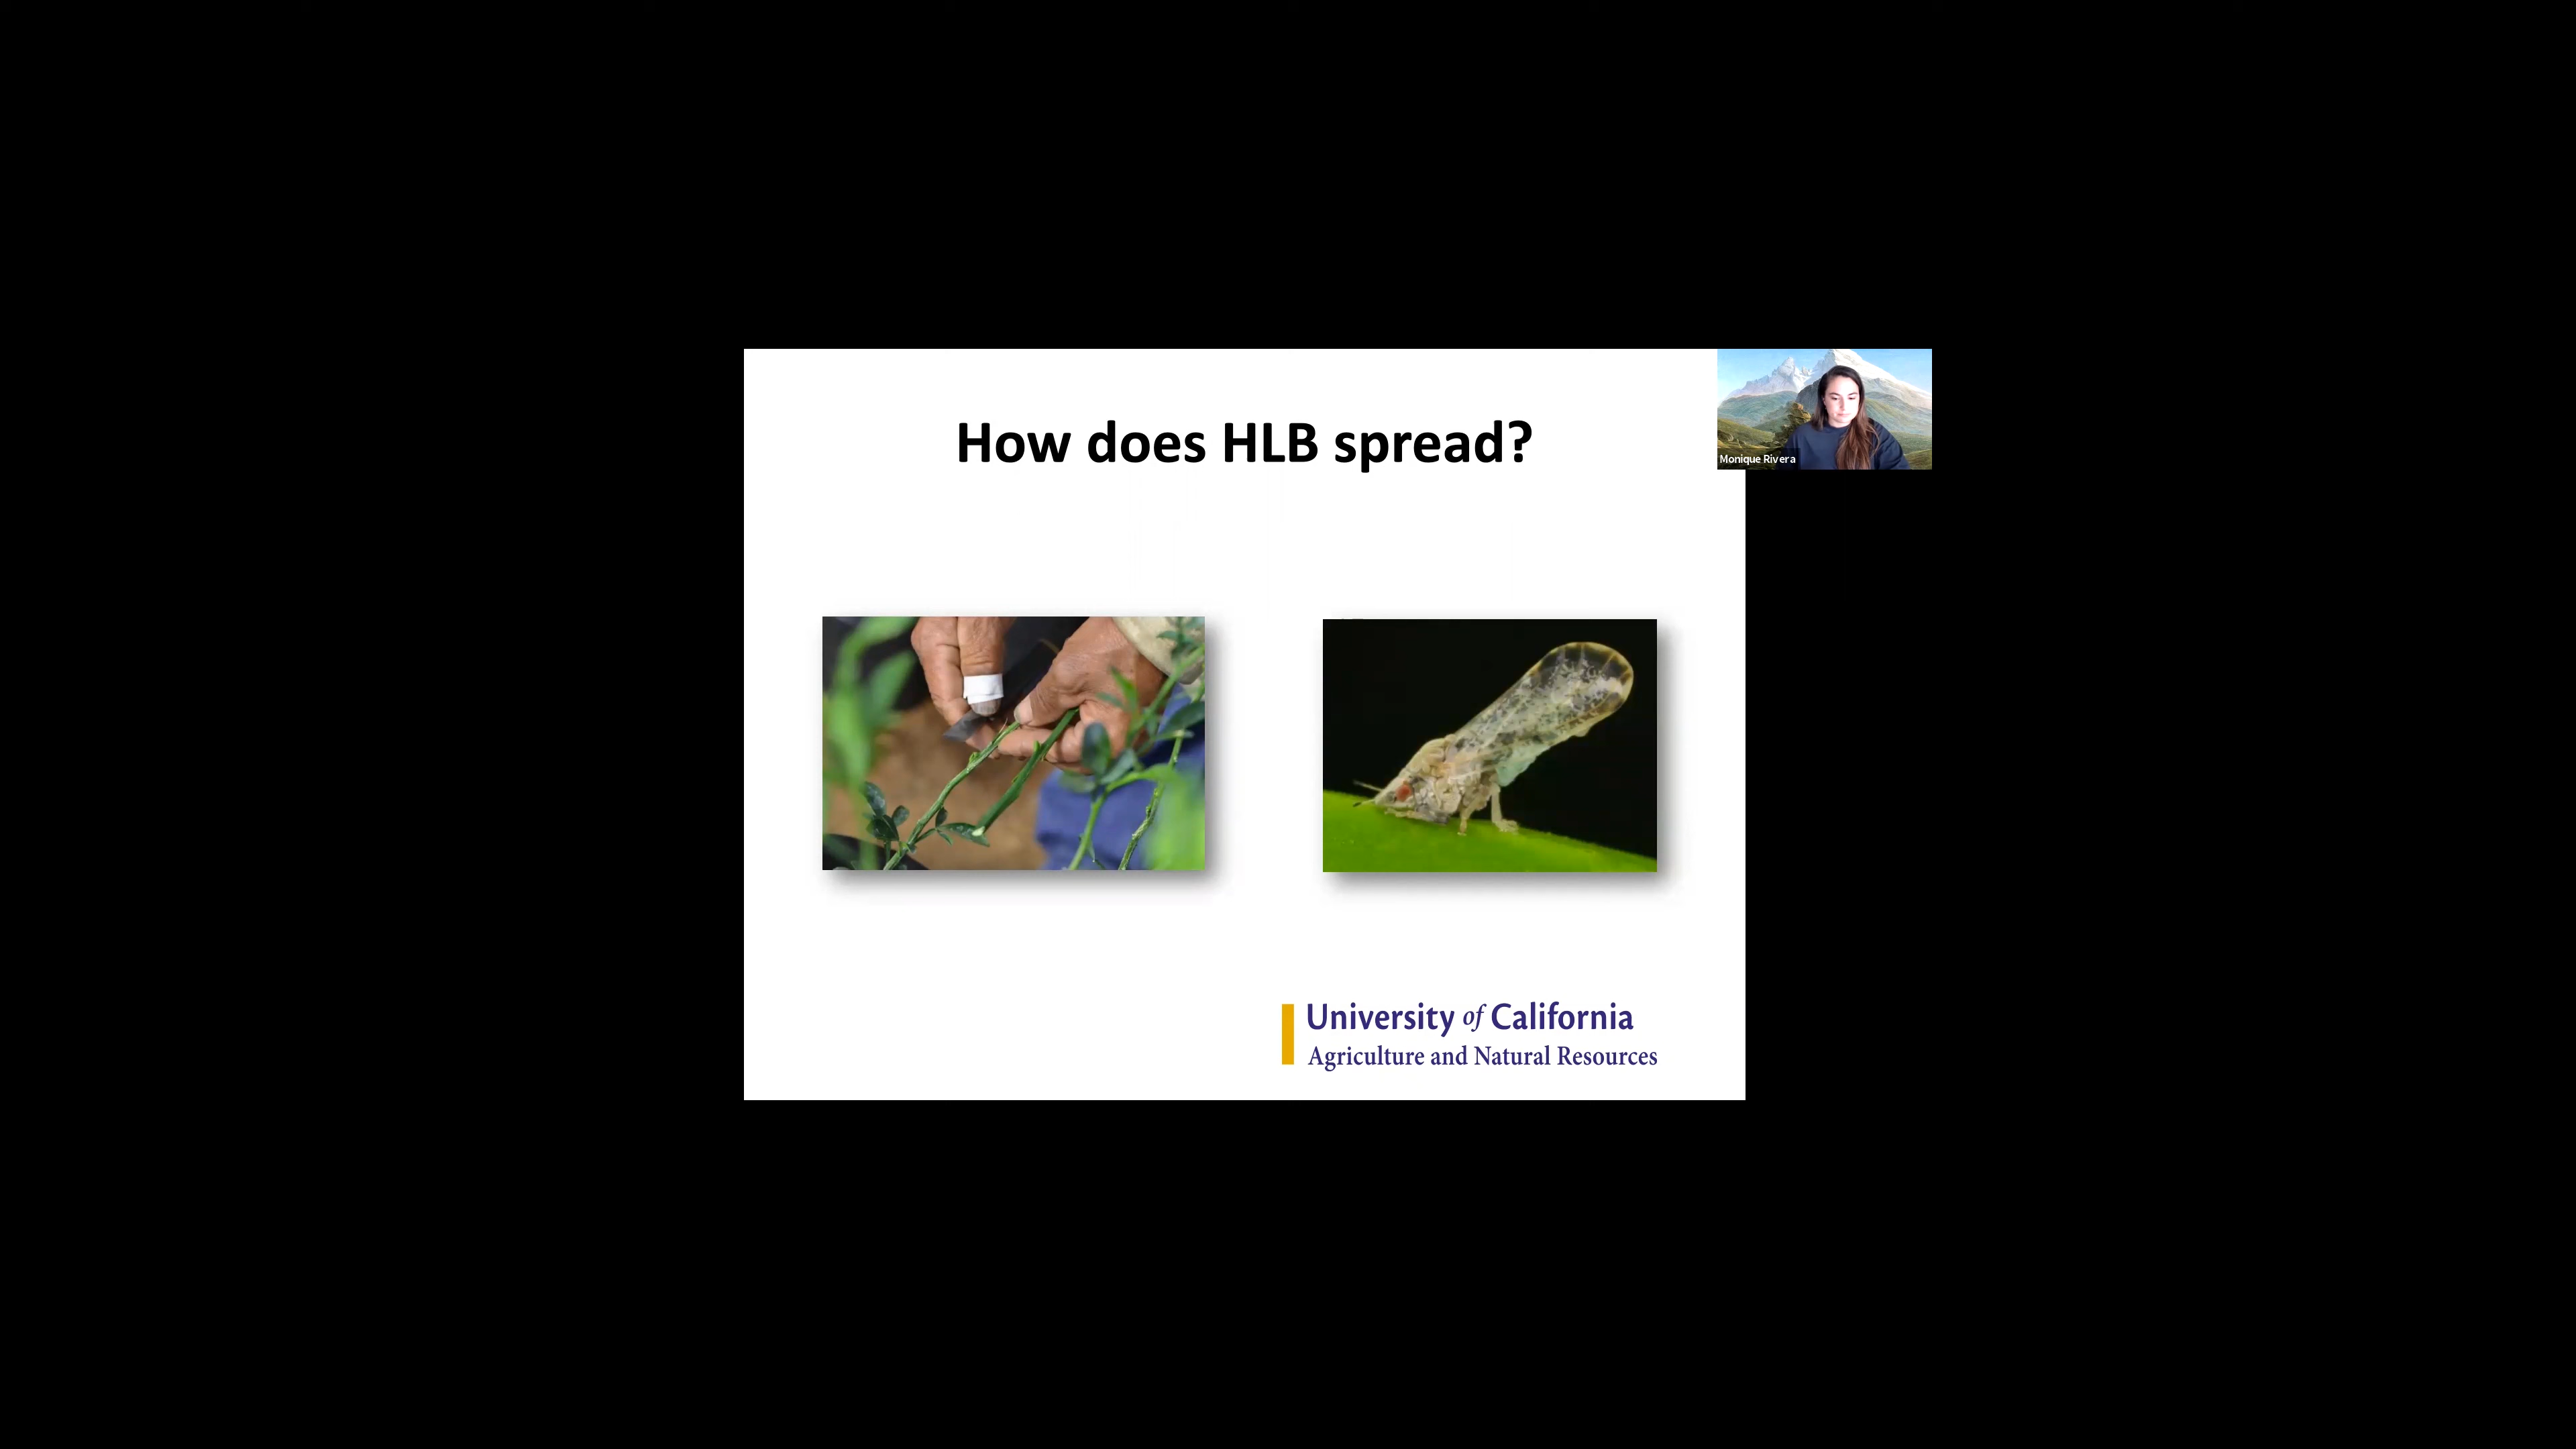 How does HLB spread?
Monique Rivera
University of California
Agriculture and Natural Resources